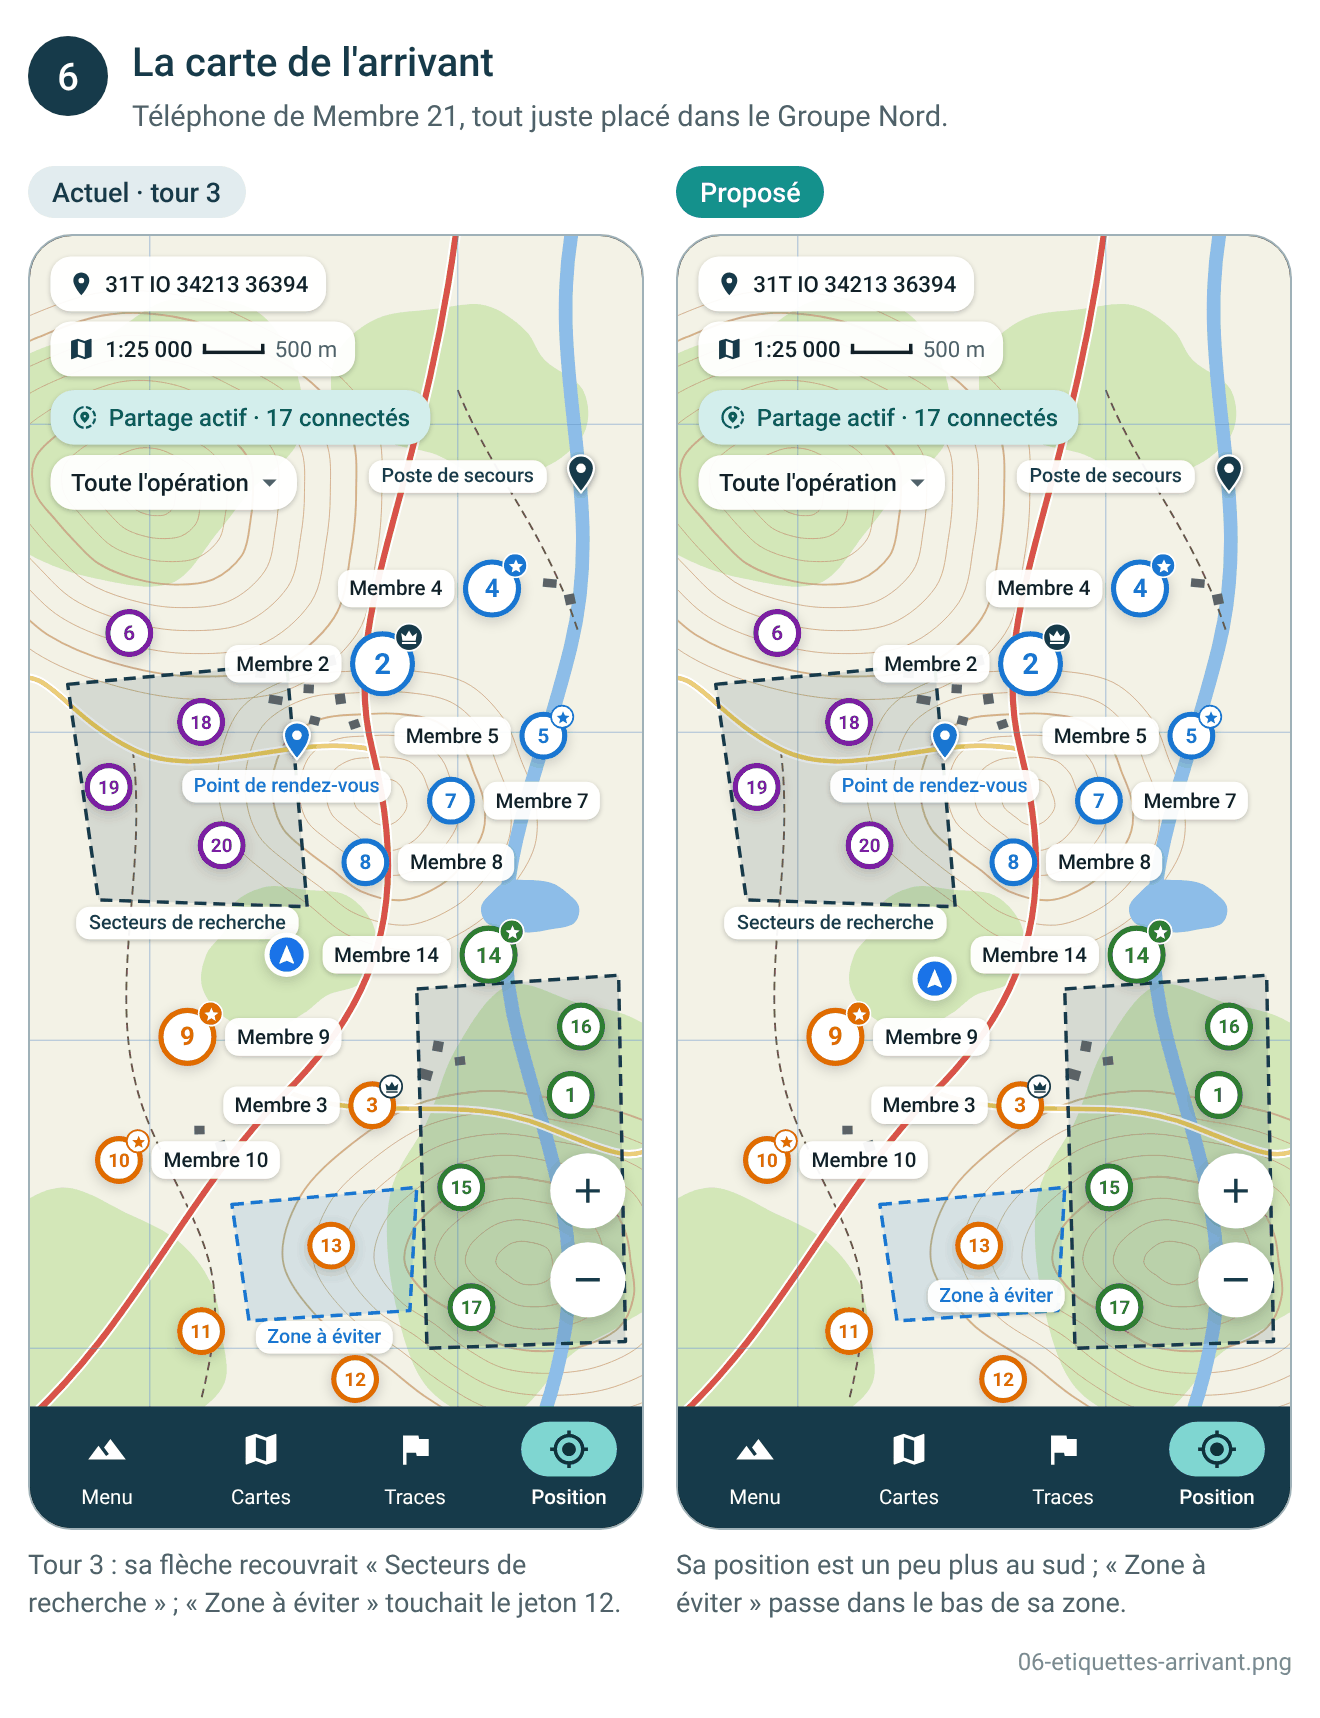 6
La carte de l'arrivant
Téléphone de Membre 21, tout juste placé dans le Groupe Nord.
Actuel · tour 3
31T IO 34213 36394
1:25 000 500 m
Partage actif · 17 connectés
Toute l'opération
Poste de secours
Membre 4
4
6
Membre 2
2
18
Membre 5
5
19
Point de rendez-vous
7
Membre 7
20
8
Membre 8
Secteurs de recherche
Membre 14
14
9
Membre 9
16
1
Membre 3
3
10
Membre 10
15
13
17
11
Zone à éviter
12
Menu
Cartes
Traces
Position
Tour 3 : sa flèche recouvrait « Secteurs de
recherche » ; « Zone à éviter » touchait le jeton 12.
Proposé
31T IO 34213 36394
1:25 000 500 m
Partage actif · 17 connectés
Toute l'opération
Poste de secours
Membre 4
4
6
Membre 2
2
18
Membre 5
5
19
Point de rendez-vous
7
Membre 7
20
8
Membre 8
Secteurs de recherche
Membre 14
14
9
Membre 9
16
1
Membre 3
3
10
Membre 10
15
13
Zone à éviter
17
11
12
Menu
Cartes
Traces
Position
Sa position est un peu plus au sud ; « Zone à
éviter » passe dans le bas de sa zone.
06-etiquettes-arrivant.png